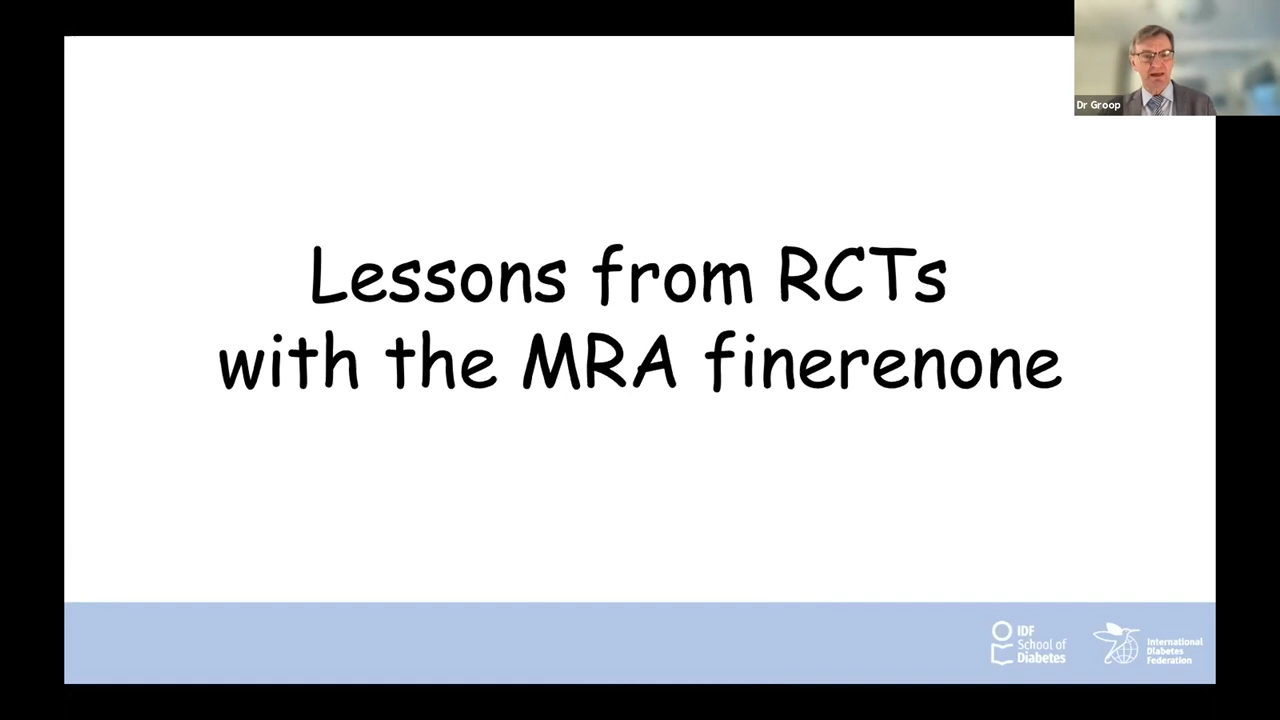 Dr Groop
Lessons from RCTs
with the MRA finerenone
IDF
School of
Diabetes
International
Diabetes
Federation